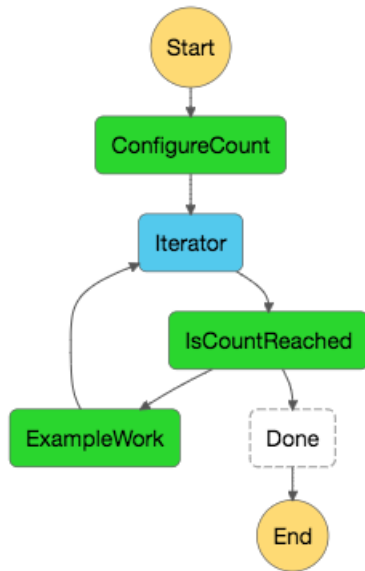 Start
ConfigureCount
Iterator
IsCountReached
ExampleWork
Done
End